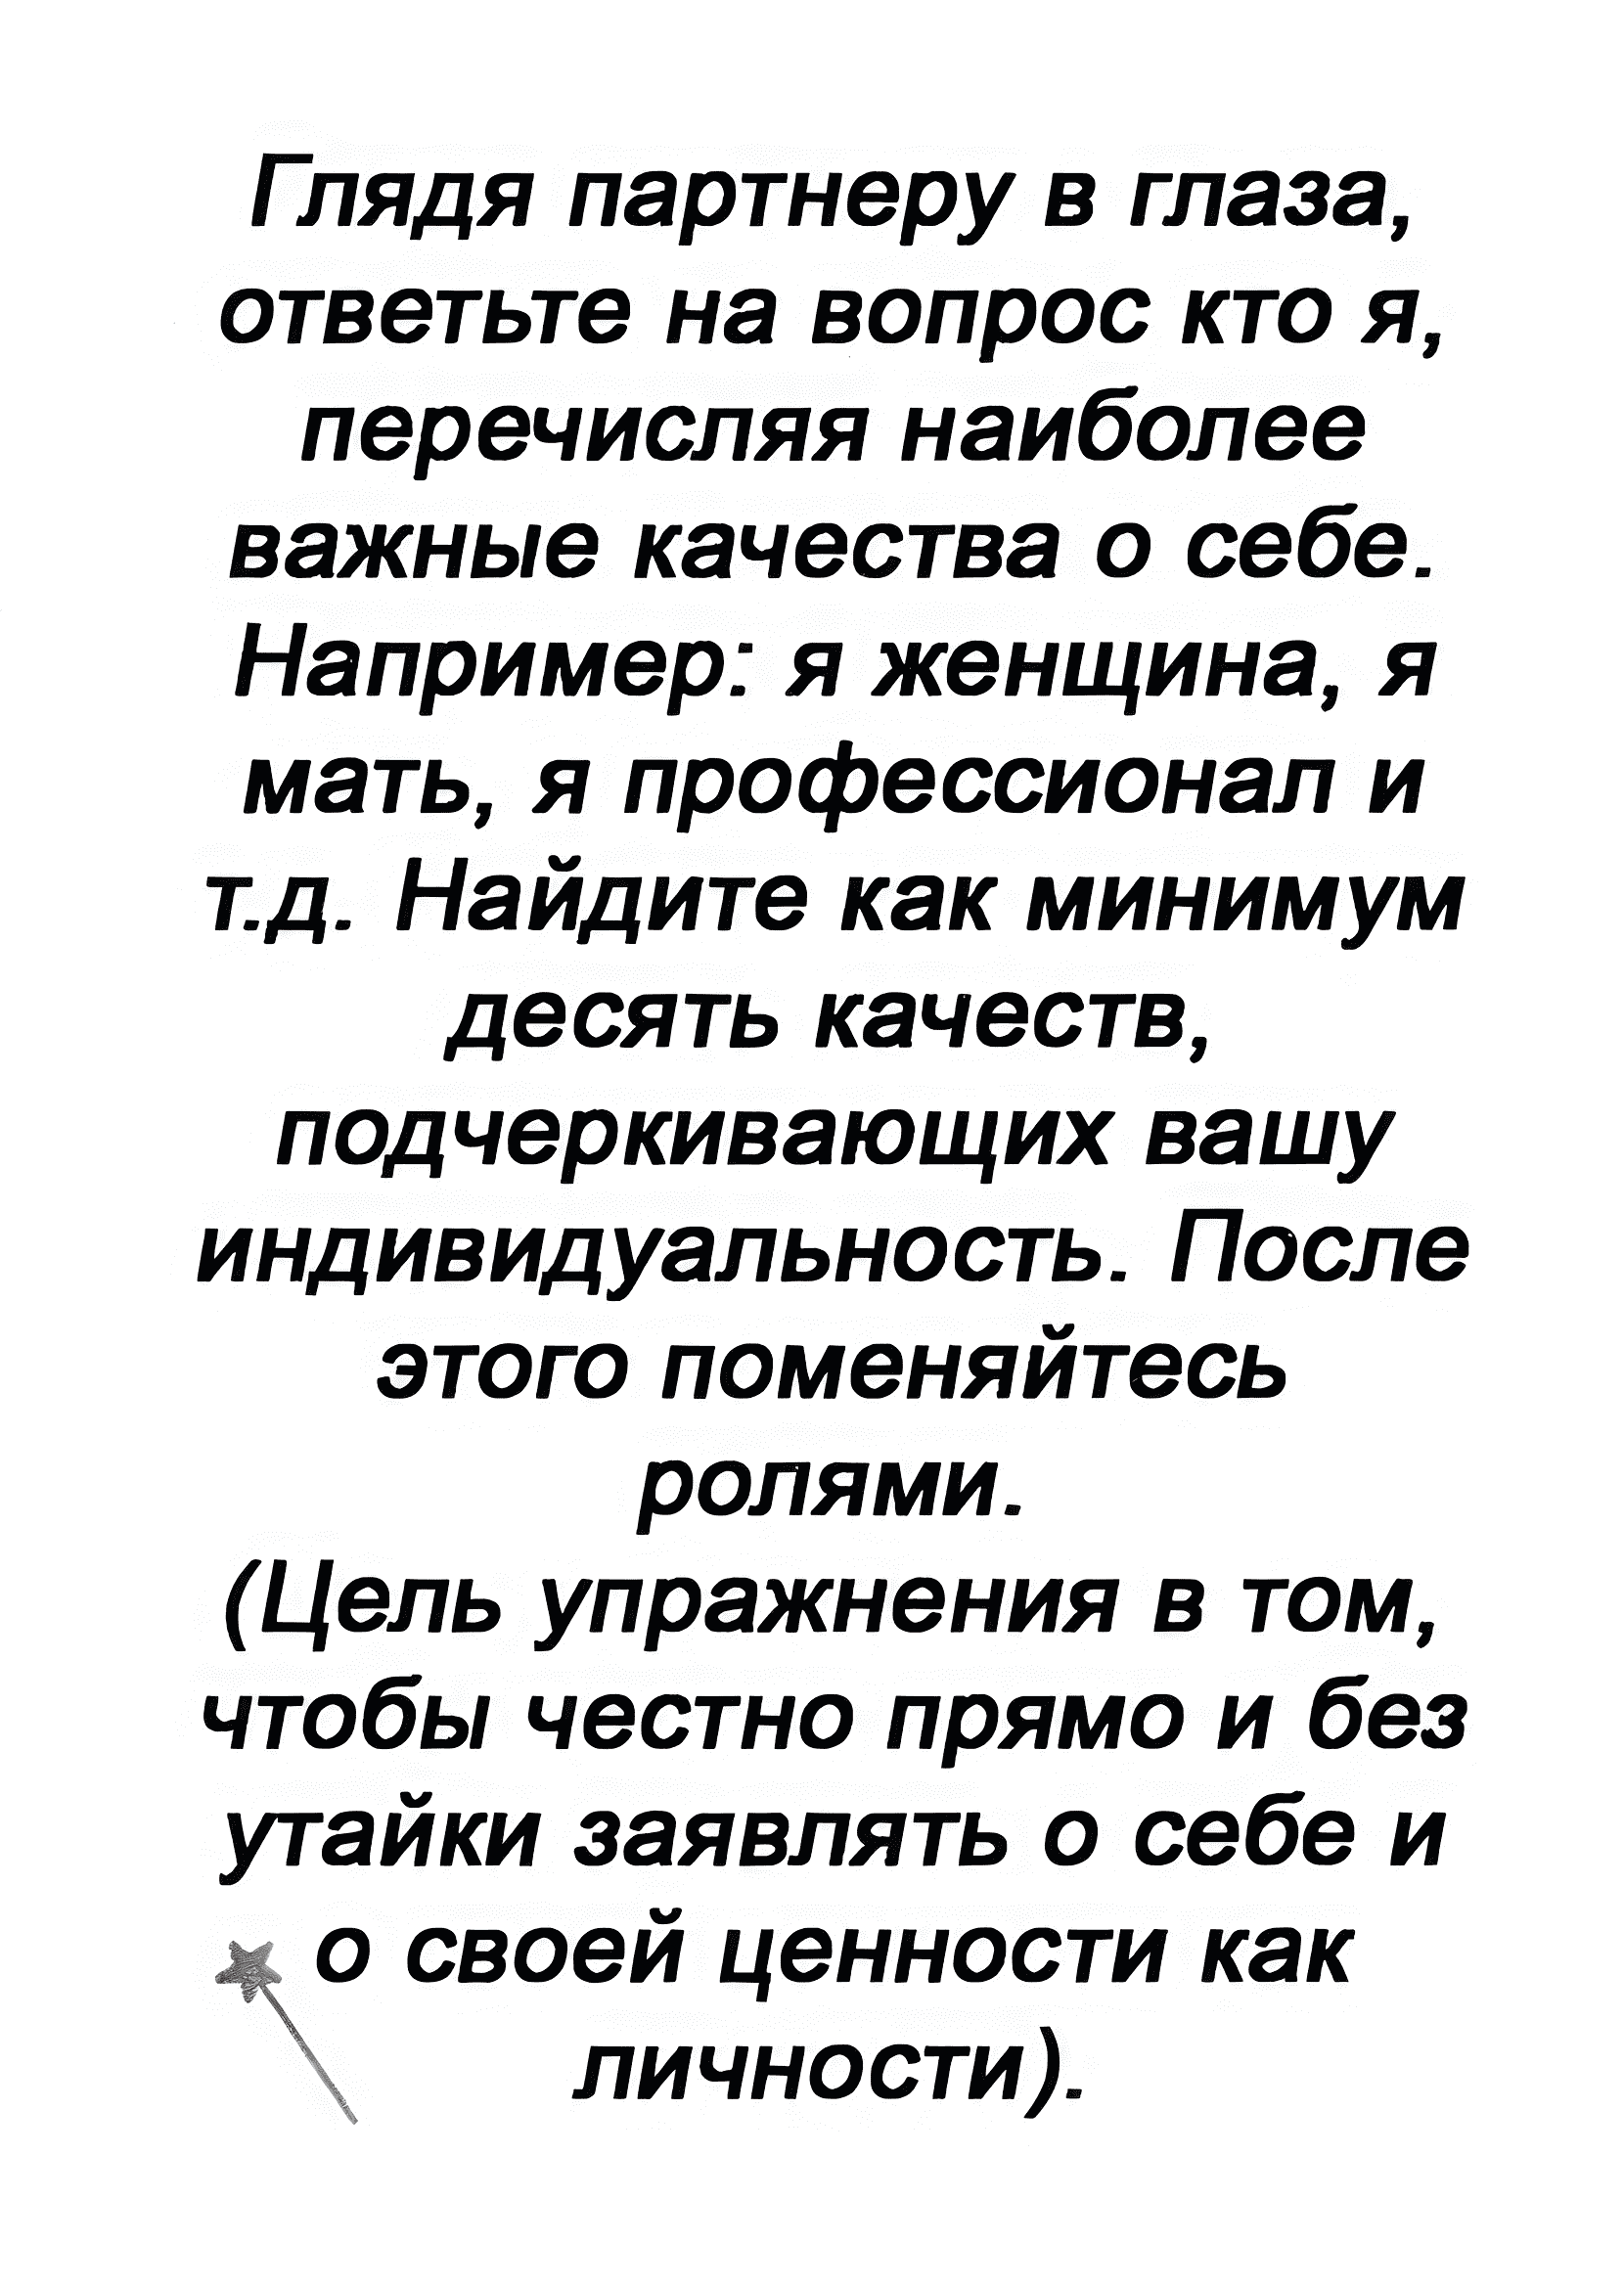 Глядя партнеру в глаза,
ответьте на вопрос кто я,
перечисляя наиболее
важные качества о себе.
Например: я женщина, я
мать, я профессионал и
т.д. Найдите как минимум
десять качеств,
подчеркивающих вашу
индивидуальность. После
этого поменяйтесь
ролями.
(Цель упражнения в том,
чтобы честно прямо и без
утайки заявлять о себе и
о своей ценности как
личности).